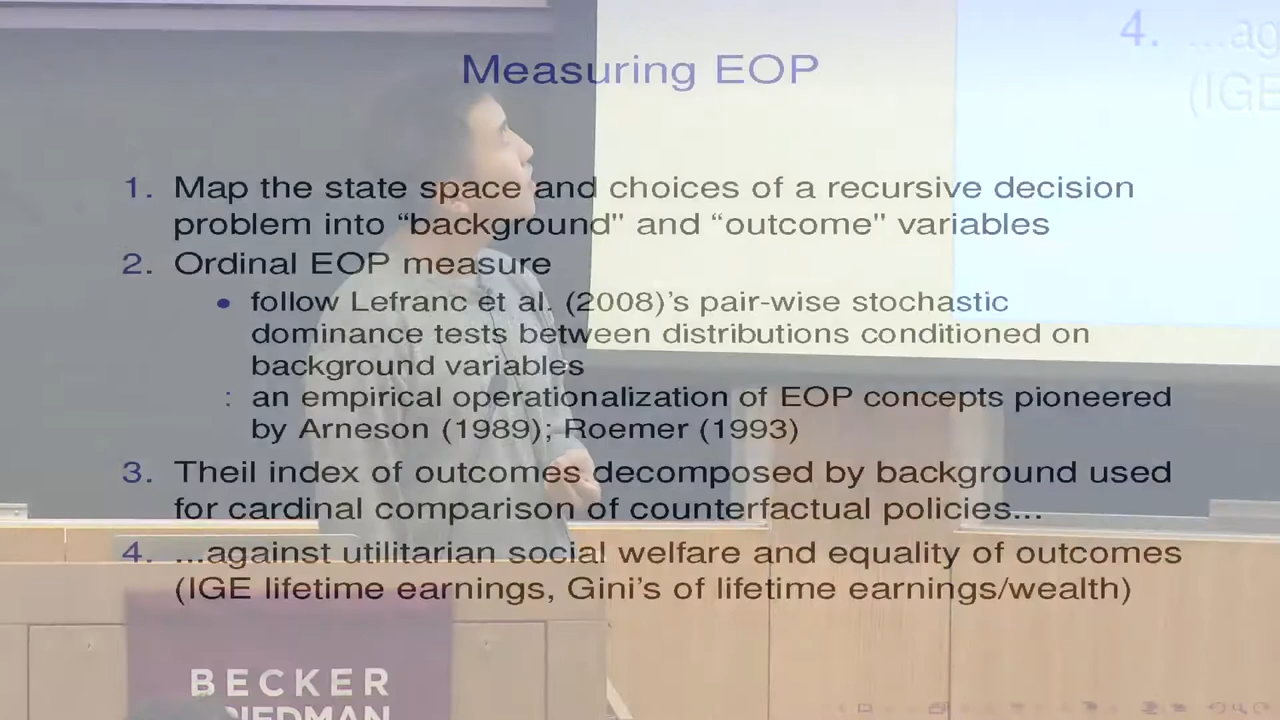 4. ...ag
(IGE
Measuring EOP
1. Map the state space and choices of a recursive decision
problem into “background" and “outcome" variables
2. Ordinal EOP measure
• follow Lefranc et al. (2008)'s pair-wise stochastic
dominance tests between distributions conditioned on
background variables
: an empirical operationalization of EOP concepts pioneered
by Arneson (1989); Roemer (1993)
3. Theil index of outcomes decomposed by background used
for cardinal comparison of counterfactual policies...
4. ...against utilitarian social welfare and equality of outcomes
(IGE lifetime earnings, Gini's of lifetime earnings/wealth)
BECKER
FRIEDMAN